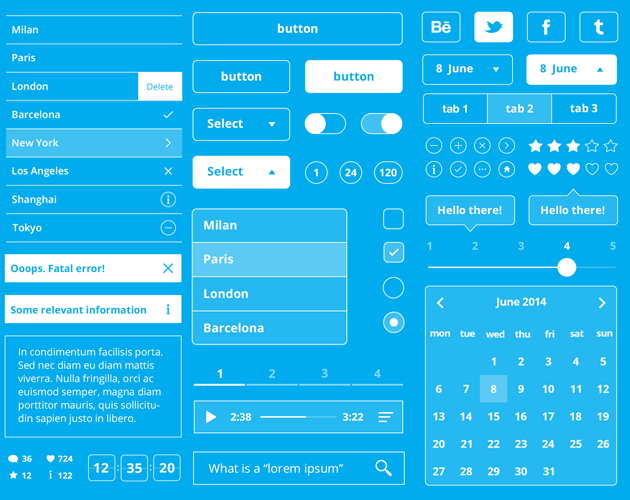 Milan
Paris
London
Delete
Barcelona
New York
Los Angeles
Shanghai
i
Tokyo
Ooops. Fatal error!
Some relevant information
i
In condimentum facilisis porta.
Sed nec diam eu diam mattis
viverra. Nulla fringilla, orci ac
euismod semper, magna diam
porttitor mauris, quis sollicitu-
din sapien justo in libero.
36 724
12 i 122
12 : 35 : 20
button
button button
Select
Select
1 24 120
Milan
Paris
London
Barcelona
1 2 3 4
2:38 3:22
What is a “lorem ipsum”
Bē f t
8 June 8 June
tab 1 tab 2 tab 3
i
Hello there! Hello there!
1 2 3 4 5
June 2014
mon tue wed thu fri sat sun
1 2 3 4 5
6 7 8 9 10 11 12
13 14 15 16 17 18 19
20 21 22 23 24 25 26
27 28 29 30 31